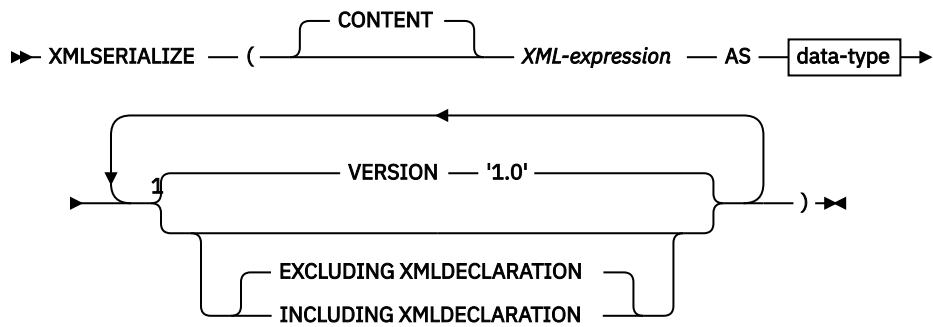 CONTENT
XMLSERIALIZE ( XML-expression AS data-type
VERSION '1.0'
1
)
EXCLUDING XMLDECLARATION
INCLUDING XMLDECLARATION